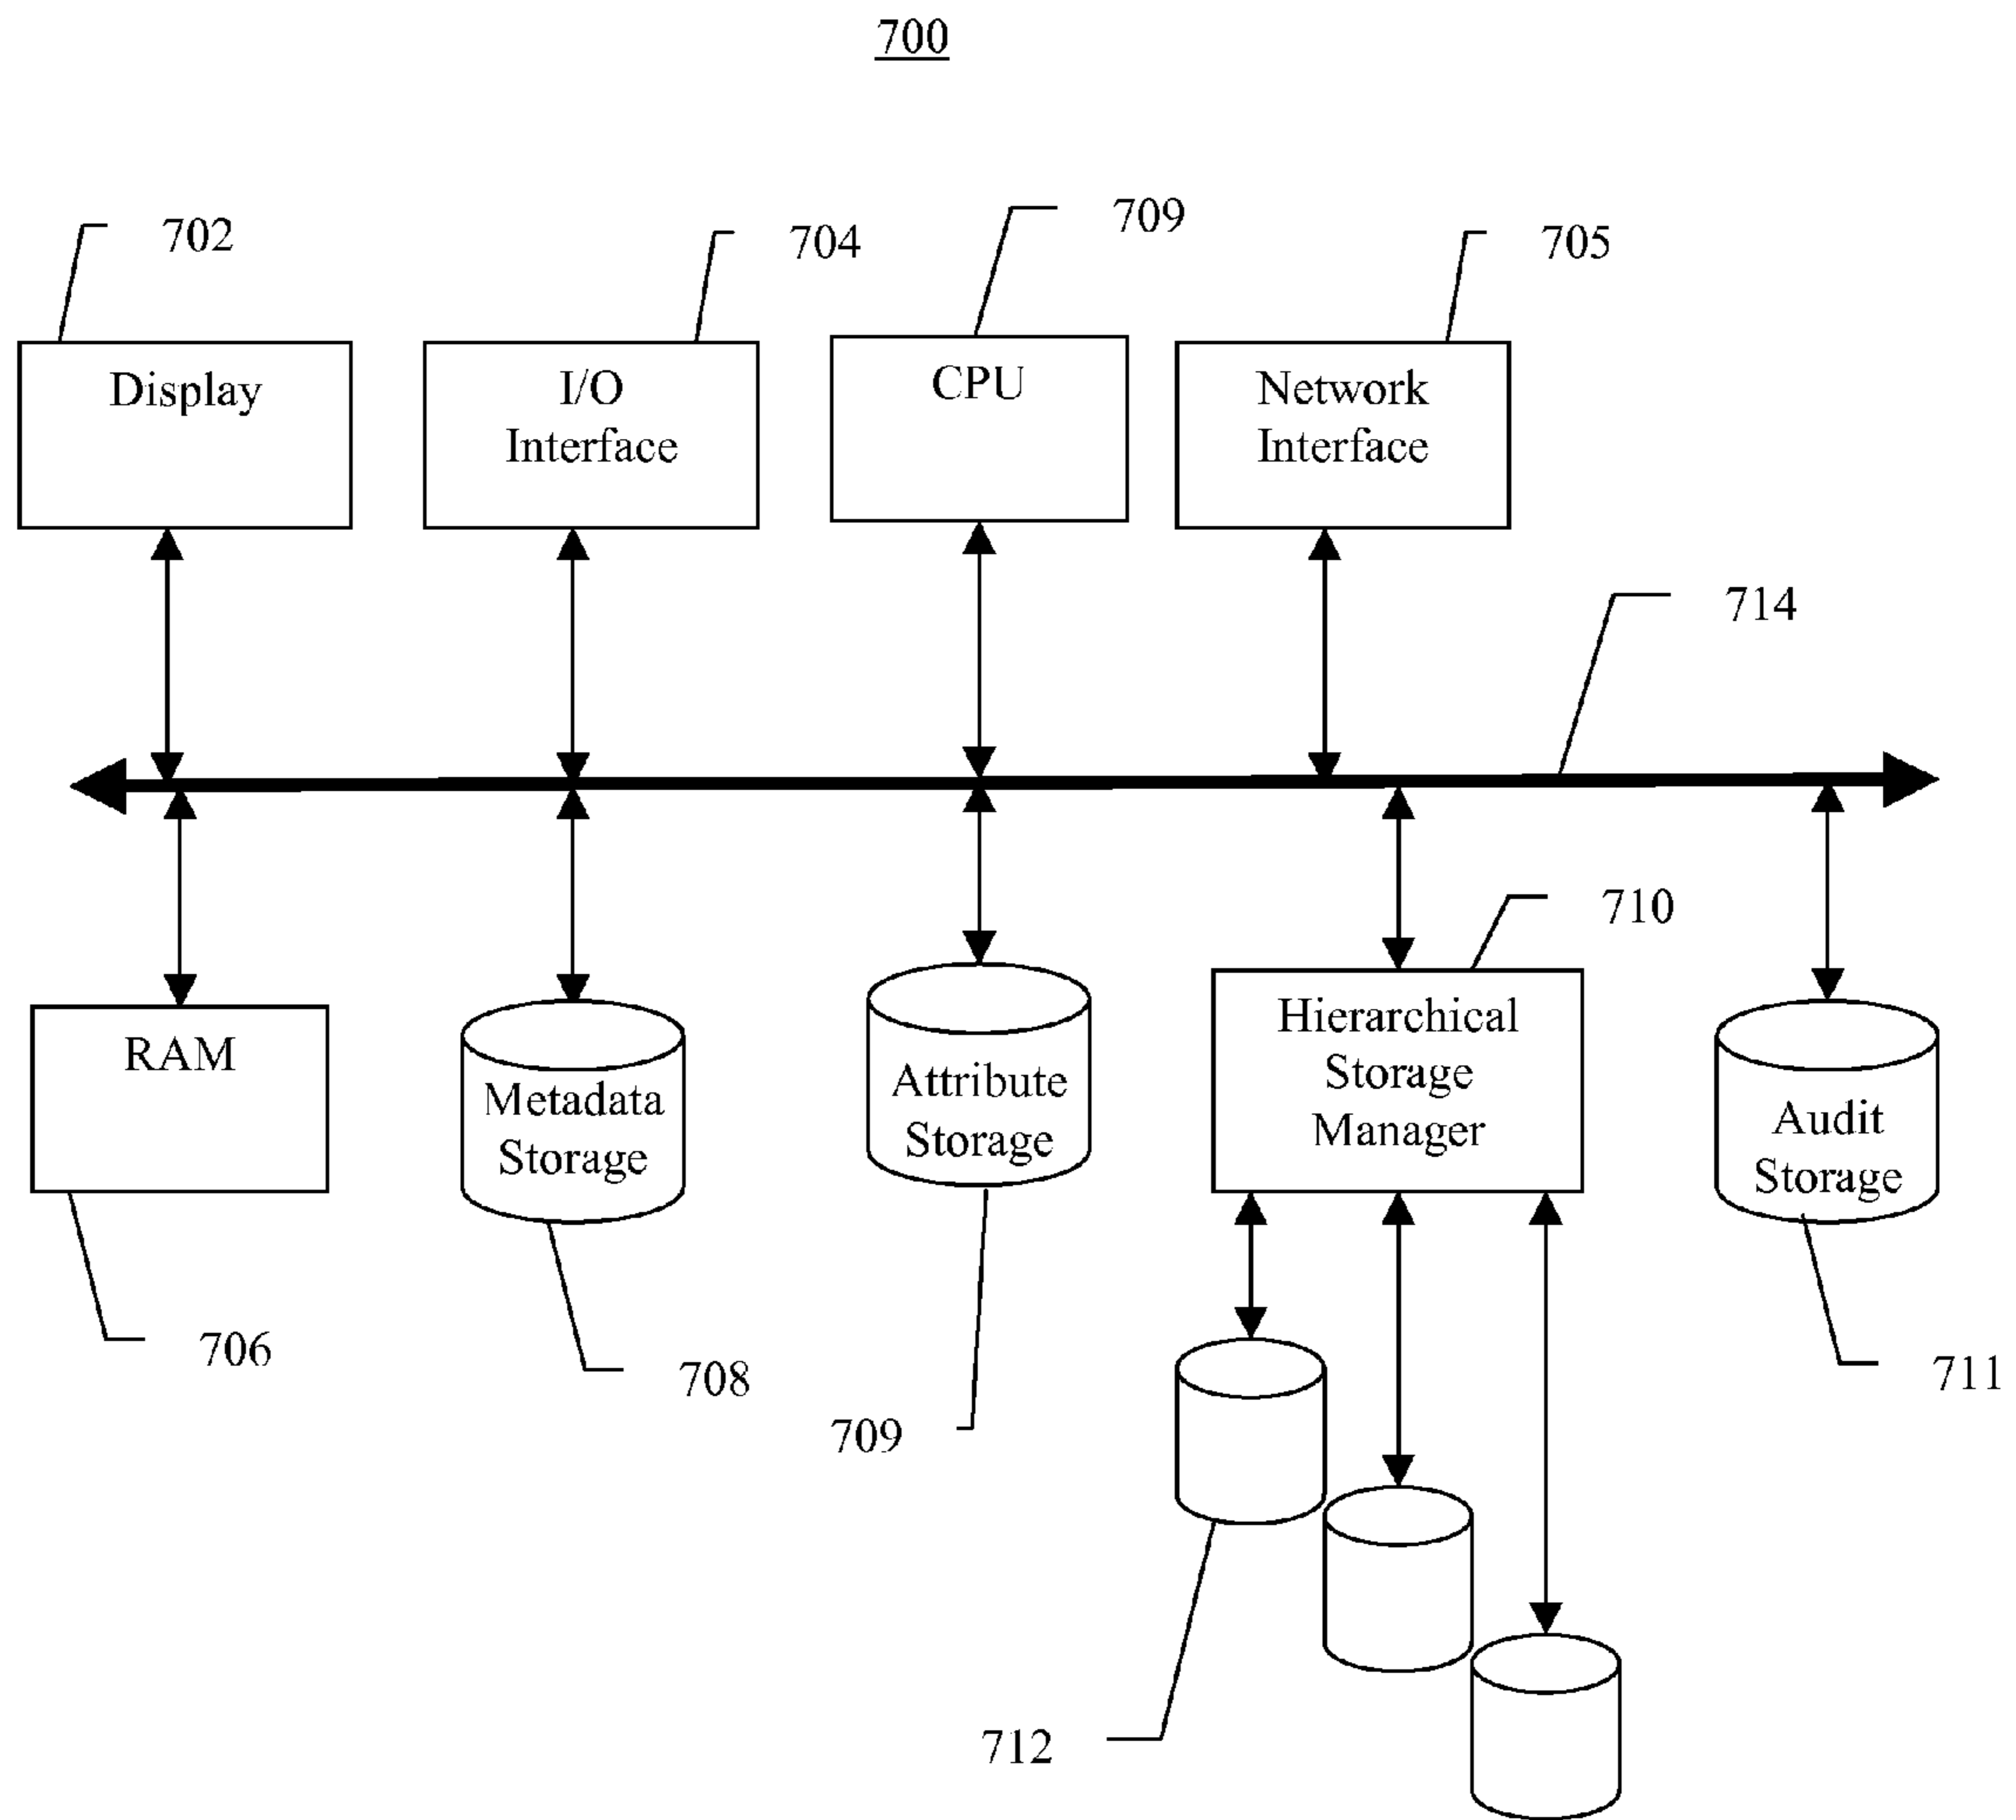 700
702
704
709
705
Display
I/O
Interface
CPU
Network
Interface
714
710
RAM
Metadata
Storage
Attribute
Storage
Hierarchical
Storage
Manager
Audit
Storage
706
708
709
711
712